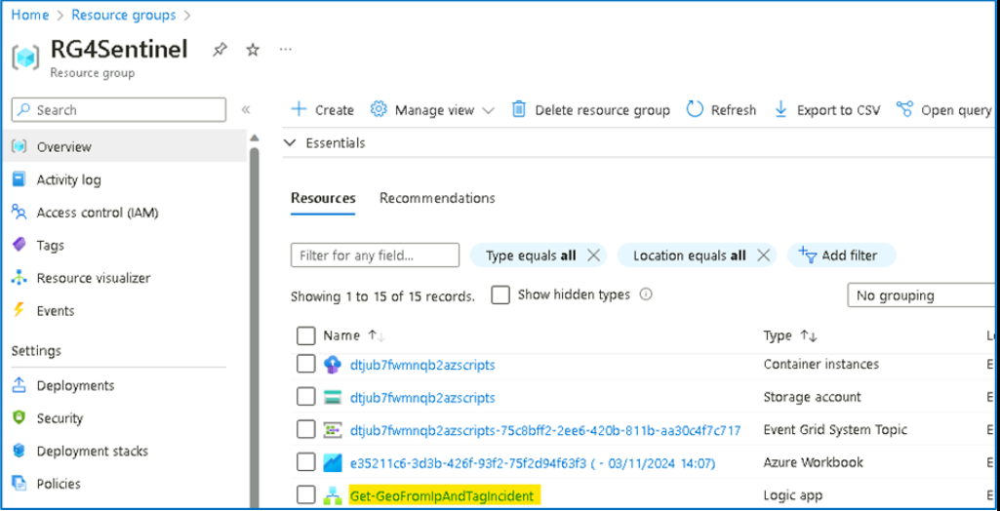 Home > Resource groups >
RG4Sentinel
Resource group
Search
Overview
Activity log
Access control (IAM)
Tags
Resource visualizer
Events
Settings
Deployments
Security
Deployment stacks
Policies
Create Manage view Delete resource group Refresh Export to CSV Open query
Essentials
Resources Recommendations
Filter for any field... Type equals all Location equals all Add filter
Showing 1 to 15 of 15 records. Show hidden types No grouping
Name Type L
dtjub7fwmnqb2azscripts Container instances E
dtjub7fwmnqb2azscripts Storage account E
dtjub7fwmnqb2azscripts-75c8bff2-2ee6-420b-811b-aa30c4f7c717 Event Grid System Topic E
e35211c6-3d3b-426f-93f2-75f2d94f63f3 ( - 03/11/2024 14:07) Azure Workbook E
Get-GeoFromIpAndTagIncident Logic app E